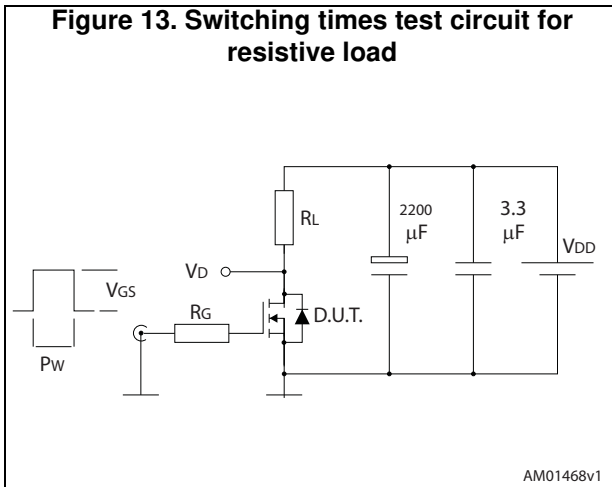 Figure 13. Switching times test circuit for
resistive load
RL
2200
μF
3.3
μF
VDD
VD
VGS
RG
D.U.T.
PW
AM01468v1